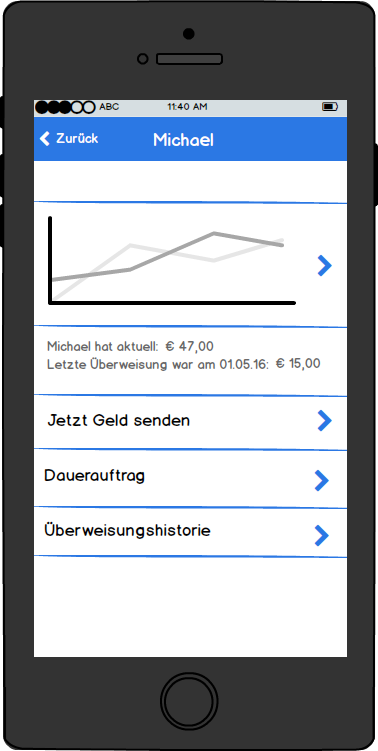 ABC 11:40 AM
Zurück Michael
Michael hat aktuell: € 47,00
Letzte Überweisung war am 01.05.16: € 15,00
Jetzt Geld senden
Dauerauftrag
Überweisungshistorie